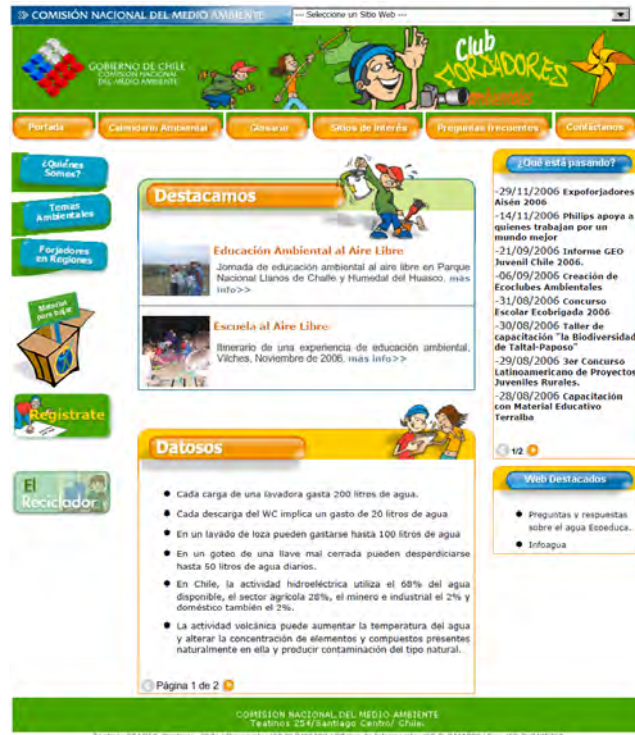 COMISIÓN NACIONAL DEL MEDIO AMBIENTE
--- Seleccione un Sitio Web ---
GOBIERNO DE CHILE
COMISIÓN NACIONAL
DEL MEDIO AMBIENTE
Club
FORJADORES
ambientales
Portada
Calendario Ambiental
Glosario
Sitios de Interés
Preguntas frecuentes
Contáctanos
¿Quiénes
Somos?
Temas
Ambientales
Forjadores
en Regiones
Material
para bajar
Registrate
El
Reciclador
Destacamos
Educación Ambiental al Aire Libre
Jornada de educación ambiental al aire libre en Parque
Nacional Llanos de Challe y Humedal del Huasco. más
info>>
Escuela al Aire Libre
Itinerario de una experiencia de educación ambiental.
Vilches, Noviembre de 2006. más info>>
Datosos
Cada carga de una lavadora gasta 200 litros de agua.
Cada descarga del WC implica un gasto de 20 litros de agua
En un lavado de loza pueden gastarse hasta 100 litros de agua
En un goteo de una llave mal cerrada pueden desperdiciarse
hasta 50 litros de agua diarios.
En Chile, la actividad hidroeléctrica utiliza el 68% del agua
disponible, el sector agrícola 28%, el minero e industrial el 2% y
doméstico también el 2%.
La actividad volcánica puede aumentar la temperatura del agua
y alterar la concentración de elementos y compuestos presentes
naturalmente en ella y producir contaminación del tipo natural.
Página 1 de 2
¿Qué está pasando?
-29/11/2006 Expoforjadores
Aisén 2006
-14/11/2006 Philips apoya a
quienes trabajan por un
mundo mejor
-21/09/2006 Informe GEO
Juvenil Chile 2006.
-06/09/2006 Creación de
Ecoclubes Ambientales
-31/08/2006 Concurso
Escolar Ecobrigada 2006
-30/08/2006 Taller de
capacitación "la Biodiversidad
de Taltal-Paposo"
-29/08/2006 3er Concurso
Latinoamericano de Proyectos
Juveniles Rurales.
-28/08/2006 Capacitación
con Material Educativo
Terralba
1/2
Web Destacados
Preguntas y respuestas
sobre el agua Ecoeduca..
Infoagua
COMISION NACIONAL DEL MEDIO AMBIENTE
Teatinos 254/Santiago Centro/ Chile.